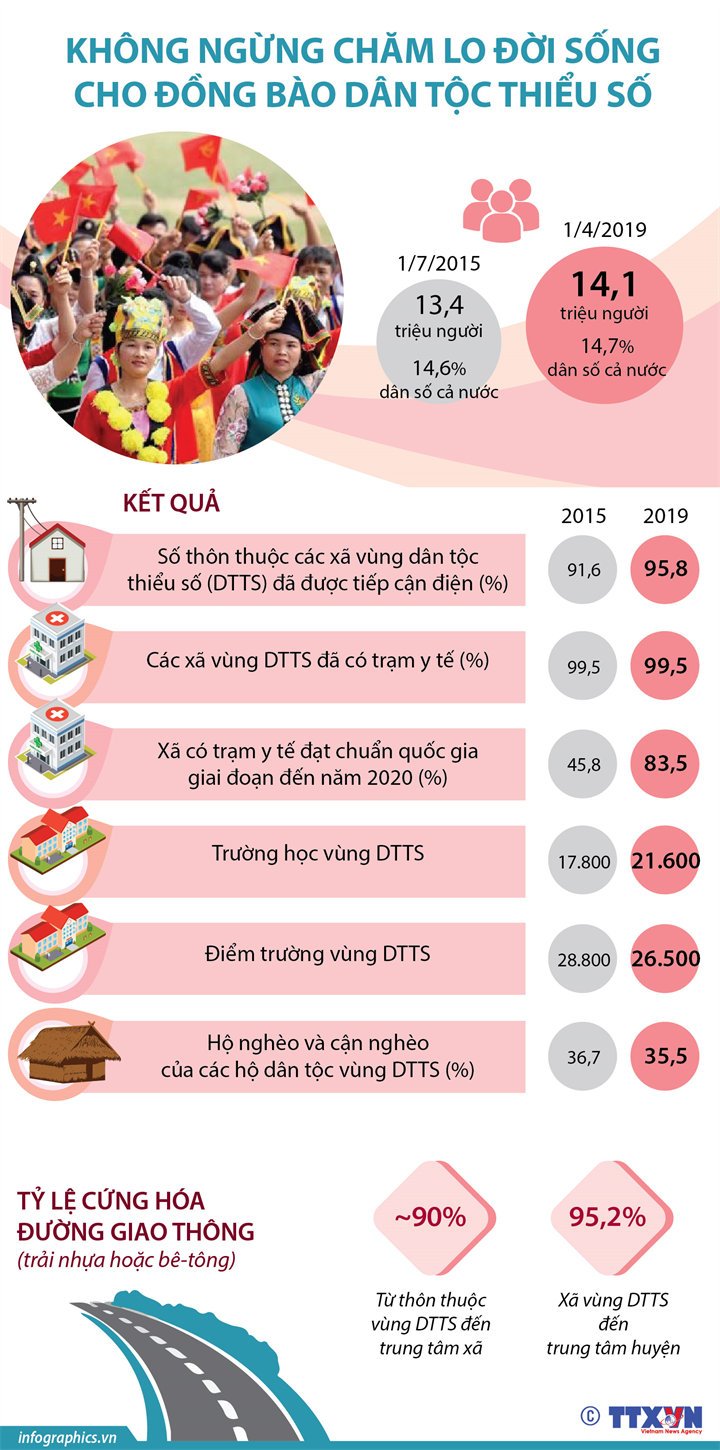 KHÔNG NGỪNG CHĂM LO ĐỜI SỐNG
CHO ĐỒNG BÀO DÂN TỘC THIỂU SỐ
1/7/2015
13,4
triệu người
14,6%
dân số cả nước
1/4/2019
14,1
triệu người
14,7%
dân số cả nước
KẾT QUẢ
2015
2019
Số thôn thuộc các xã vùng dân tộc
thiểu số (DTTS) đã được tiếp cận điện (%)
91,6
95,8
Các xã vùng DTTS đã có trạm y tế (%)
99,5
99,5
Xã có trạm y tế đạt chuẩn quốc gia
giai đoạn đến năm 2020 (%)
45,8
83,5
Trường học vùng DTTS
17.800
21.600
Điểm trường vùng DTTS
28.800
26.500
Hộ nghèo và cận nghèo
của các hộ dân tộc vùng DTTS (%)
36,7
35,5
TỶ LỆ CỨNG HÓA
ĐƯỜNG GIAO THÔNG
(trải nhựa hoặc bê-tông)
~90%
Từ thôn thuộc
vùng DTTS đến
trung tâm xã
95,2%
Xã vùng DTTS
đến
trung tâm huyện
infographics.vn
© TTXVN
Vietnam News Agency